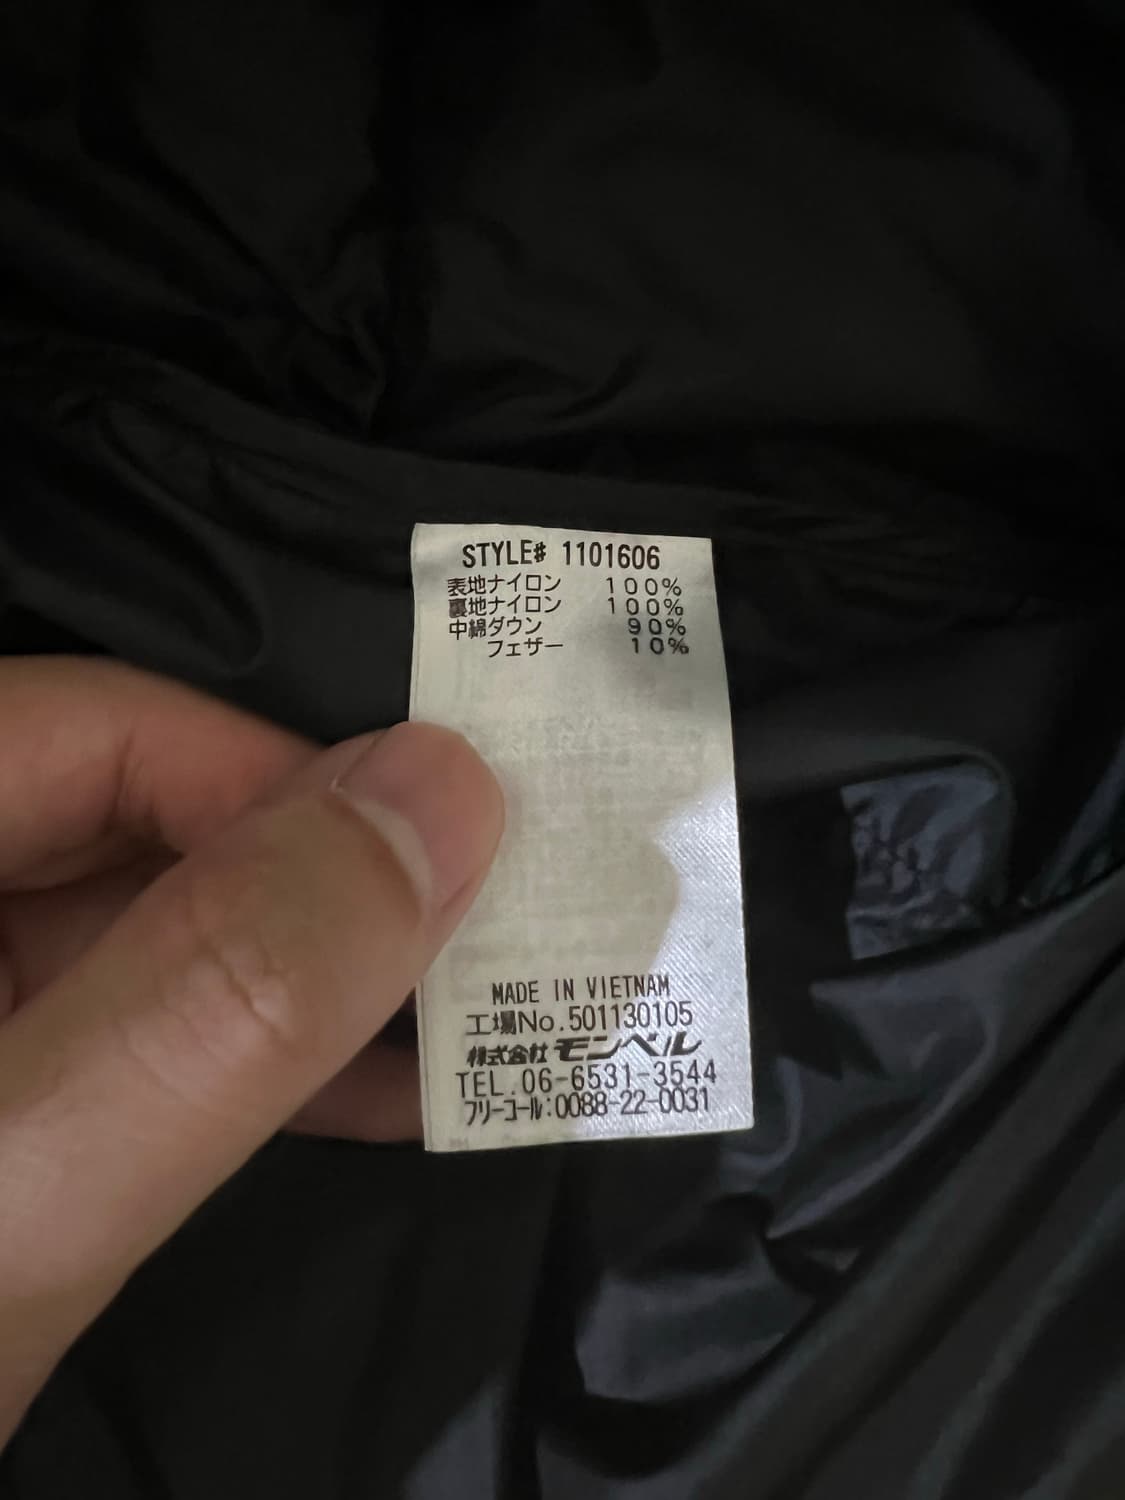 STYLE# 1101606
表地ナイロン 100%
裏地ナイロン 100%
中綿ダウン 90%
フェザー 10%
MADE IN VIETNAM
工場No.501130105
株式会社モンベル
TEL.06-6531-3544
フリーコール:0088-22-0031